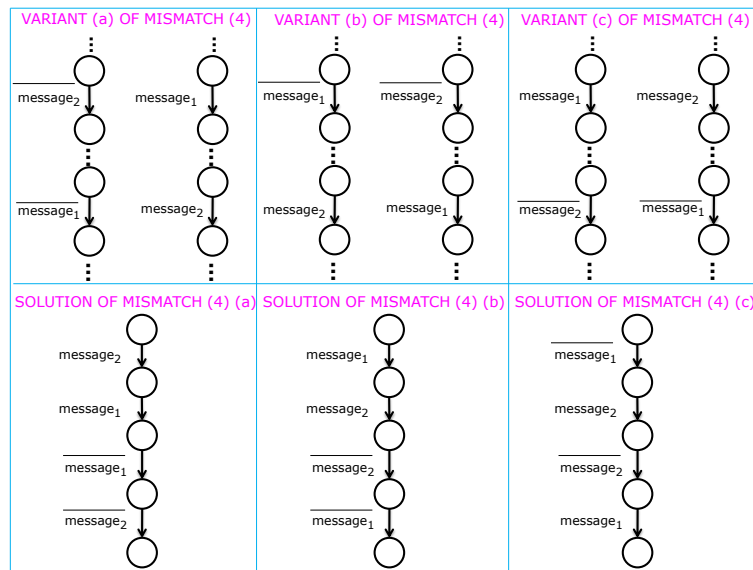 VARIANT (a) OF MISMATCH (4)
message₂
message₁
message₁
message₂
VARIANT (b) OF MISMATCH (4)
message₁
message₂
message₂
message₁
VARIANT (c) OF MISMATCH (4)
message₁
message₂
message₂
message₁
SOLUTION OF MISMATCH (4) (a)
message₂
message₁
message₁
message₂
SOLUTION OF MISMATCH (4) (b)
message₁
message₂
message₂
message₁
SOLUTION OF MISMATCH (4) (c)
message₁
message₂
message₂
message₁